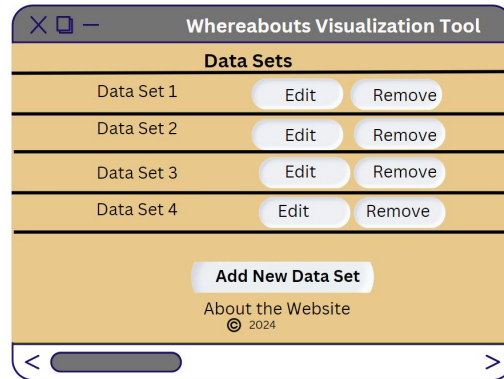 Whereabouts Visualization Tool
Data Sets
Data Set 1 Edit Remove
Data Set 2 Edit Remove
Data Set 3 Edit Remove
Data Set 4 Edit Remove
Add New Data Set
About the Website
© 2024